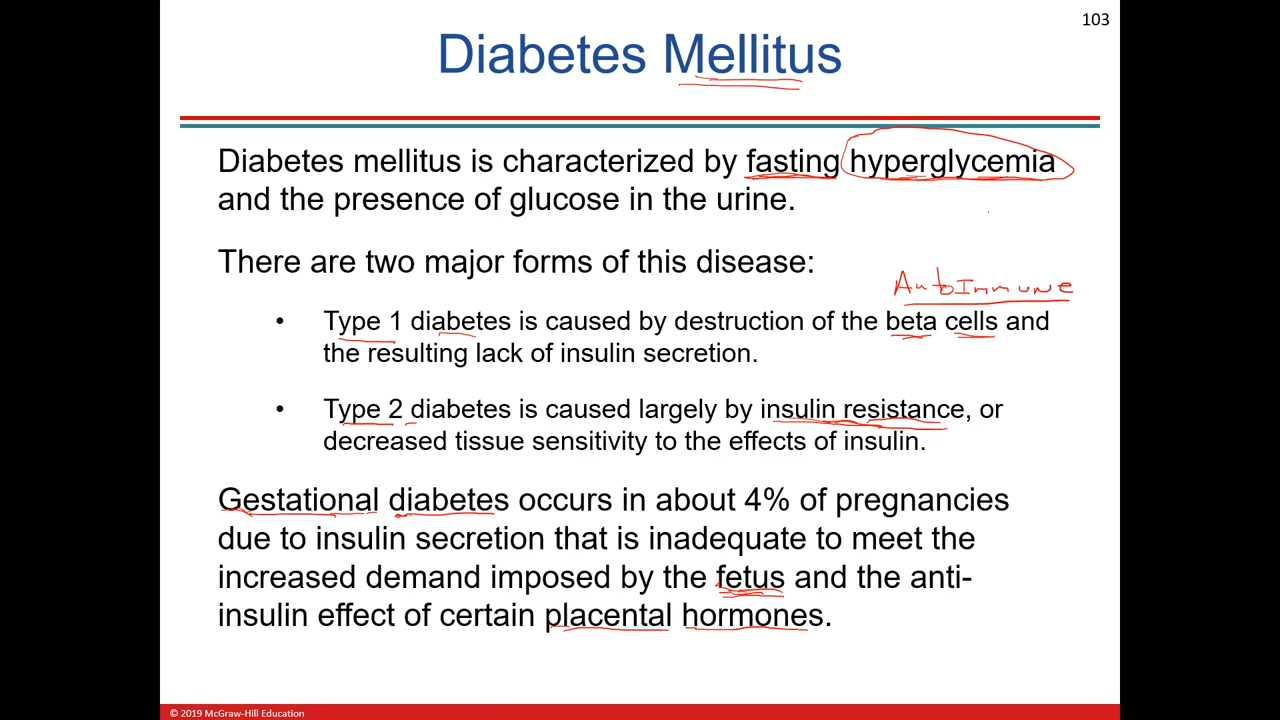 103
Diabetes Mellitus
Diabetes mellitus is characterized by fasting hyperglycemia
and the presence of glucose in the urine.
There are two major forms of this disease:
AutoImmune
• Type 1 diabetes is caused by destruction of the beta cells and
the resulting lack of insulin secretion.
• Type 2 diabetes is caused largely by insulin resistance, or
decreased tissue sensitivity to the effects of insulin.
Gestational diabetes occurs in about 4% of pregnancies
due to insulin secretion that is inadequate to meet the
increased demand imposed by the fetus and the anti-
insulin effect of certain placental hormones.
© 2019 McGraw-Hill Education